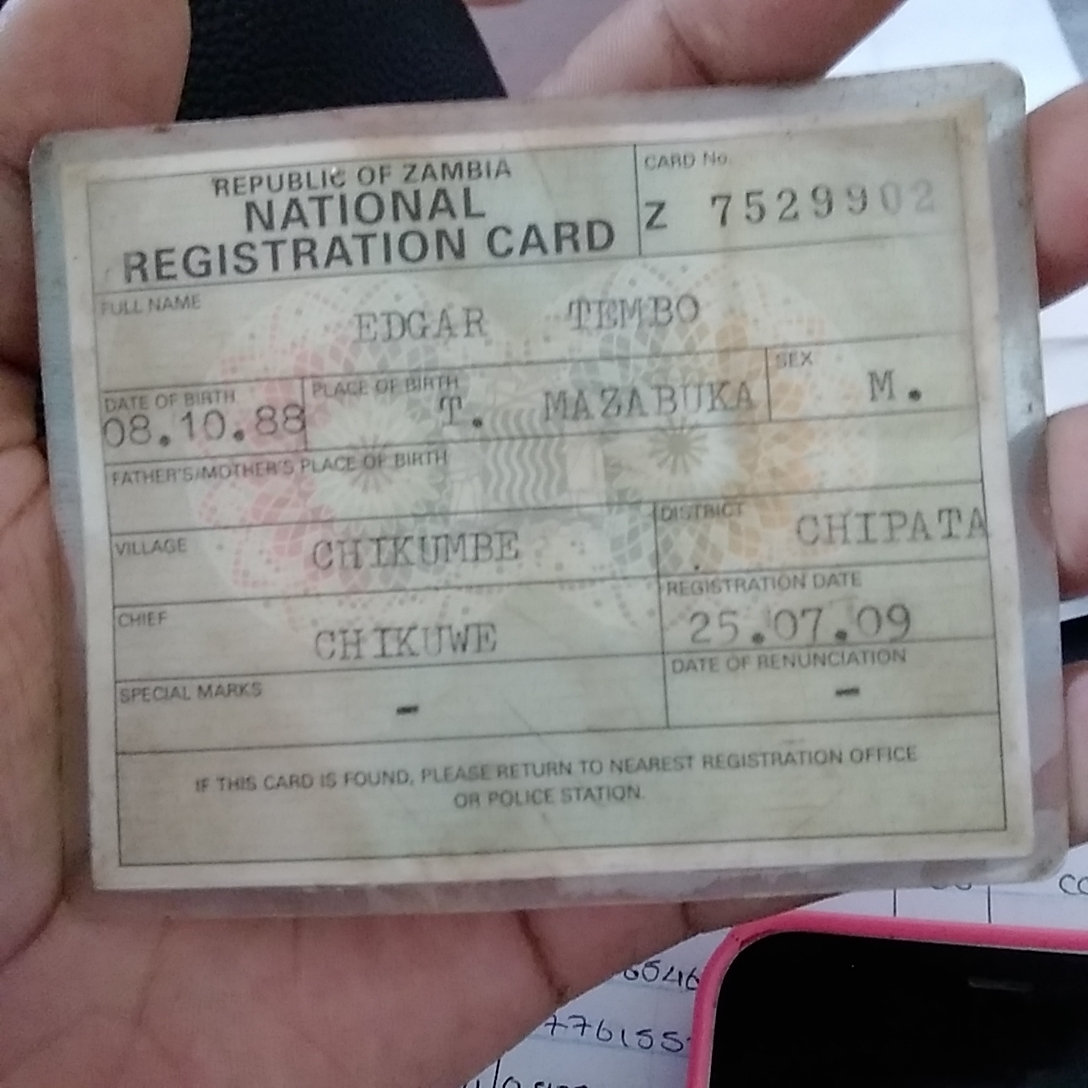 REPUBLIC OF ZAMBIA
NATIONAL
REGISTRATION CARD
CARD No.
Z 7529902
FULL NAME
EDGAR TEMBO
DATE OF BIRTH
08.10.88
PLACE OF BIRTH
T. MAZABUKA
SEX
M.
FATHER'S/MOTHER'S PLACE OF BIRTH
VILLAGE
CHIKUMBE
DISTRICT
CHIPATA
CHIEF
CHIKUWE
REGISTRATION DATE
25.07.09
SPECIAL MARKS
-
DATE OF RENUNCIATION
-
IF THIS CARD IS FOUND, PLEASE RETURN TO NEAREST REGISTRATION OFFICE
OR POLICE STATION.
6546
776155